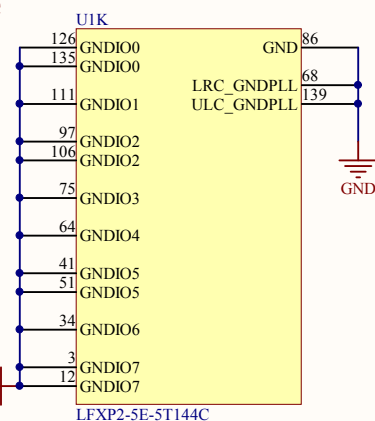 U1K
126 GNDIO0 GND 86
135 GNDIO0
LRC_GNDPLL 68
111 GNDIO1 ULC_GNDPLL 139
97 GNDIO2
106 GNDIO2
GND
75 GNDIO3
64 GNDIO4
41 GNDIO5
51 GNDIO5
34 GNDIO6
3 GNDIO7
12 GNDIO7
LFXP2-5E-5T144C